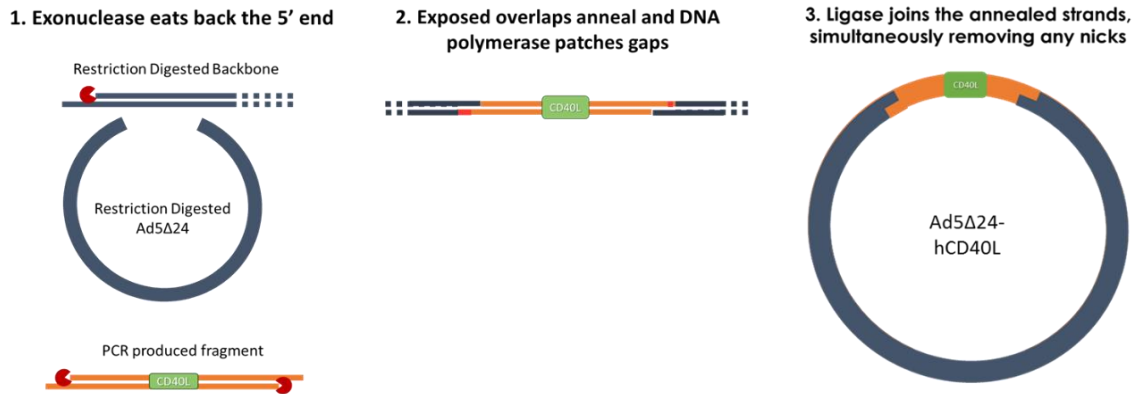 1. Exonuclease eats back the 5' end
Restriction Digested Backbone
Restriction Digested
Ad5Δ24
PCR produced fragment
CD40L
2. Exposed overlaps anneal and DNA
polymerase patches gaps
CD40L
3. Ligase joins the annealed strands,
simultaneously removing any nicks
CD40L
Ad5Δ24-
hCD40L